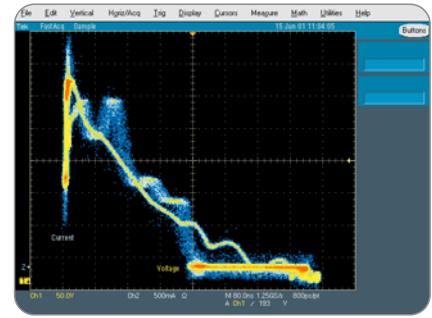 File Edit Vertical Horiz/Acq Trig Display Cursors Measure Math Utilities Help
Buttons
Tek FastAcq Sample 15 Jun 01 11:04:05
Current
Voltage
2
Ch1 50.0V Ch2 500mA Ω M 80.0ns 1.25GS/s 800ps/pt
A Ch1 / 193 V